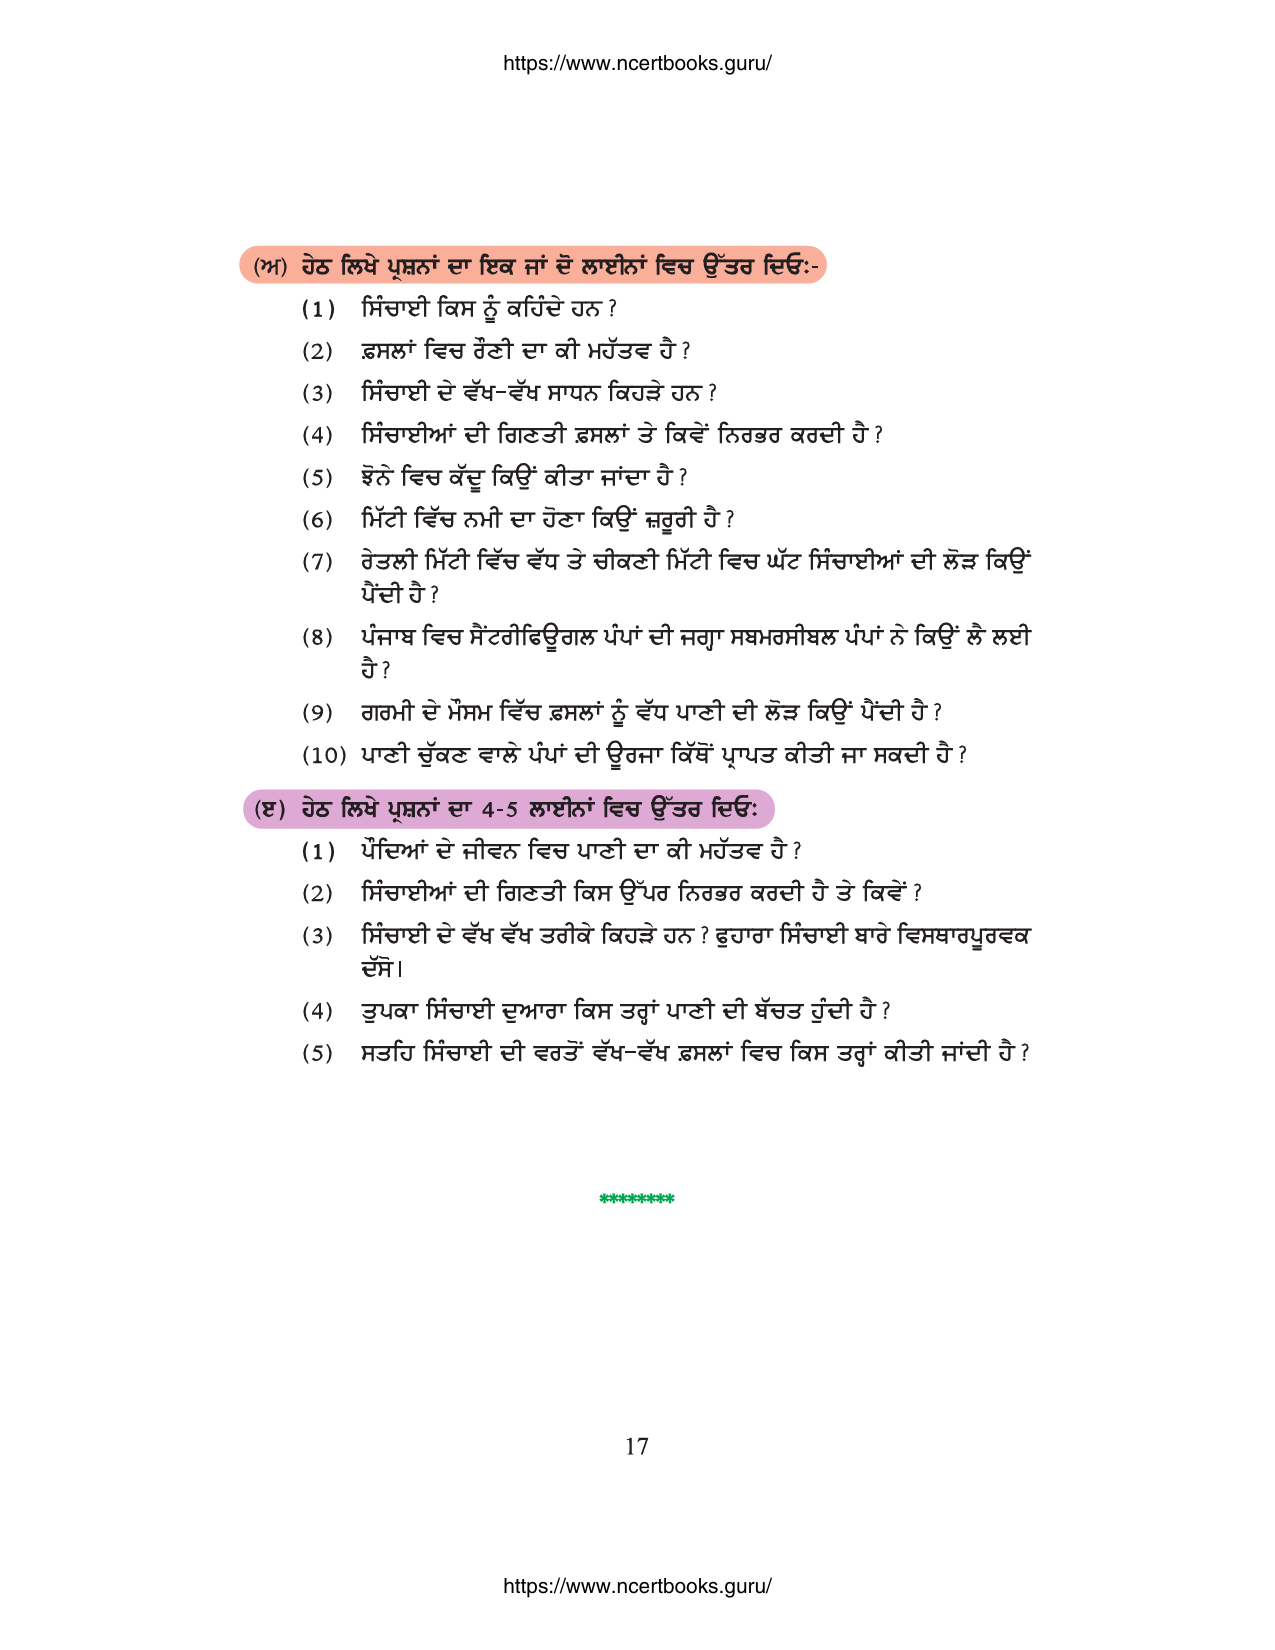 https://www.ncertbooks.guru/
(ਅ) ਹੇਠ ਲਿਖੇ ਪ੍ਰਸ਼ਨਾਂ ਦਾ ਇਕ ਜਾਂ ਦੋ ਲਾਈਨਾਂ ਵਿਚ ਉੱਤਰ ਦਿਓਃ-
(1) ਸਿੰਚਾਈ ਕਿਸ ਨੂੰ ਕਹਿੰਦੇ ਹਨ ?
(2) ਫ਼ਸਲਾਂ ਵਿਚ ਰੌਣੀ ਦਾ ਕੀ ਮਹੱਤਵ ਹੈ ?
(3) ਸਿੰਚਾਈ ਦੇ ਵੱਖ-ਵੱਖ ਸਾਧਨ ਕਿਹੜੇ ਹਨ ?
(4) ਸਿੰਚਾਈਆਂ ਦੀ ਗਿਣਤੀ ਫ਼ਸਲਾਂ ਤੇ ਕਿਵੇਂ ਨਿਰਭਰ ਕਰਦੀ ਹੈ ?
(5) ਝੋਨੇ ਵਿਚ ਕੱਦੂ ਕਿਉਂ ਕੀਤਾ ਜਾਂਦਾ ਹੈ ?
(6) ਮਿੱਟੀ ਵਿੱਚ ਨਮੀ ਦਾ ਹੋਣਾ ਕਿਉਂ ਜ਼ਰੂਰੀ ਹੈ ?
(7) ਰੇਤਲੀ ਮਿੱਟੀ ਵਿੱਚ ਵੱਧ ਤੇ ਚੀਕਣੀ ਮਿੱਟੀ ਵਿਚ ਘੱਟ ਸਿੰਚਾਈਆਂ ਦੀ ਲੋੜ ਕਿਉਂ
ਪੈਂਦੀ ਹੈ ?
(8) ਪੰਜਾਬ ਵਿਚ ਸੈਂਟਰੀਫਿਊਗਲ ਪੰਪਾਂ ਦੀ ਜਗ੍ਹਾ ਸਬਮਰਸੀਬਲ ਪੰਪਾਂ ਨੇ ਕਿਉਂ ਲੈ ਲਈ
ਹੈ ?
(9) ਗਰਮੀ ਦੇ ਮੌਸਮ ਵਿੱਚ ਫ਼ਸਲਾਂ ਨੂੰ ਵੱਧ ਪਾਣੀ ਦੀ ਲੋੜ ਕਿਉਂ ਪੈਂਦੀ ਹੈ ?
(10) ਪਾਣੀ ਚੁੱਕਣ ਵਾਲੇ ਪੰਪਾਂ ਦੀ ਊਰਜਾ ਕਿੱਥੋਂ ਪ੍ਰਾਪਤ ਕੀਤੀ ਜਾ ਸਕਦੀ ਹੈ ?
(ੲ) ਹੇਠ ਲਿਖੇ ਪ੍ਰਸ਼ਨਾਂ ਦਾ 4-5 ਲਾਈਨਾਂ ਵਿਚ ਉੱਤਰ ਦਿਓਃ
(1) ਪੌਦਿਆਂ ਦੇ ਜੀਵਨ ਵਿਚ ਪਾਣੀ ਦਾ ਕੀ ਮਹੱਤਵ ਹੈ ?
(2) ਸਿੰਚਾਈਆਂ ਦੀ ਗਿਣਤੀ ਕਿਸ ਉੱਪਰ ਨਿਰਭਰ ਕਰਦੀ ਹੈ ਤੇ ਕਿਵੇਂ ?
(3) ਸਿੰਚਾਈ ਦੇ ਵੱਖ ਵੱਖ ਤਰੀਕੇ ਕਿਹੜੇ ਹਨ ? ਫੁਹਾਰਾ ਸਿੰਚਾਈ ਬਾਰੇ ਵਿਸਥਾਰਪੂਰਵਕ
ਦੱਸੋ।
(4) ਤੁਪਕਾ ਸਿੰਚਾਈ ਦੁਆਰਾ ਕਿਸ ਤਰ੍ਹਾਂ ਪਾਣੀ ਦੀ ਬੱਚਤ ਹੁੰਦੀ ਹੈ ?
(5) ਸਤਹਿ ਸਿੰਚਾਈ ਦੀ ਵਰਤੋਂ ਵੱਖ-ਵੱਖ ਫ਼ਸਲਾਂ ਵਿਚ ਕਿਸ ਤਰ੍ਹਾਂ ਕੀਤੀ ਜਾਂਦੀ ਹੈ ?
********
17
https://www.ncertbooks.guru/